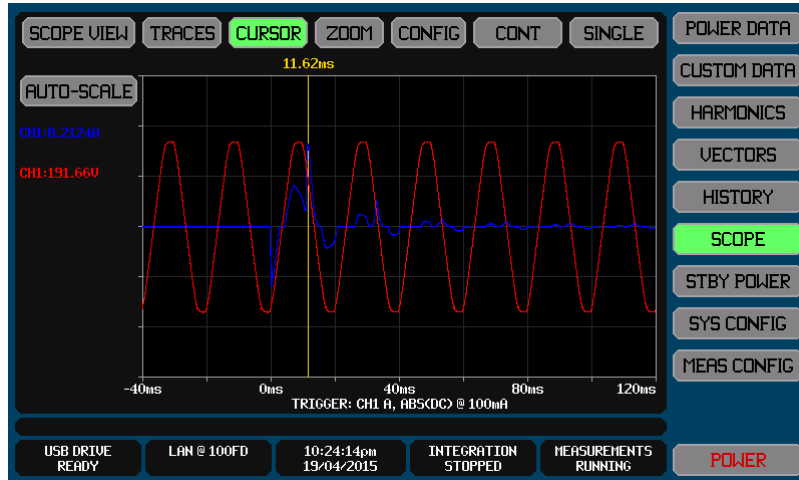 SCOPE VIEW TRACES CURSOR ZOOM CONFIG CONT SINGLE
11.62ms
AUTO-SCALE
CH1:8.2124A
CH1:191.66V
-40ms 0ms 40ms 80ms 120ms
TRIGGER: CH1 A, ABS(DC) @ 100mA
POWER DATA
CUSTOM DATA
HARMONICS
VECTORS
HISTORY
SCOPE
STBY POWER
SYS CONFIG
MEAS CONFIG
USB DRIVE
READY
LAN @ 100FD
10:24:14pm
19/04/2015
INTEGRATION
STOPPED
MEASUREMENTS
RUNNING
POWER